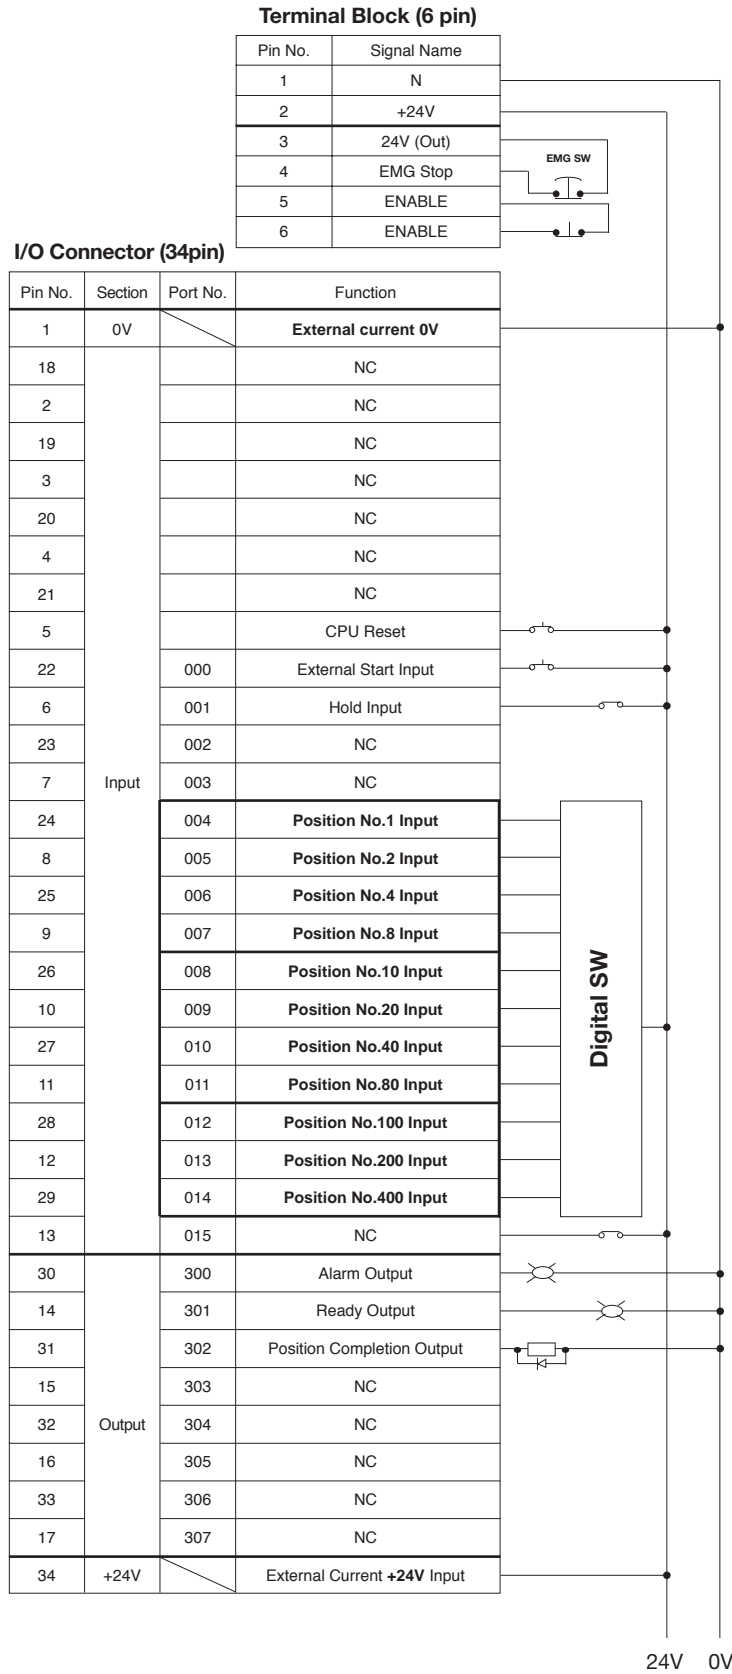 Terminal Block (6 pin)
Pin No. Signal Name
1 N
2 +24V
3 24V (Out)
4 EMG Stop
5 ENABLE
6 ENABLE
EMG SW
I/O Connector (34pin)
Pin No. Section Port No. Function
1 0V External current 0V
18 NC
2 NC
19 NC
3 NC
20 NC
4 NC
21 NC
5 CPU Reset
22 000 External Start Input
6 001 Hold Input
23 002 NC
7 Input 003 NC
24 004 Position No.1 Input
8 005 Position No.2 Input
25 006 Position No.4 Input
9 007 Position No.8 Input
26 008 Position No.10 Input
10 009 Position No.20 Input
27 010 Position No.40 Input
11 011 Position No.80 Input
28 012 Position No.100 Input
12 013 Position No.200 Input
29 014 Position No.400 Input
13 015 NC
Digital SW
30 300 Alarm Output
14 301 Ready Output
31 302 Position Completion Output
15 303 NC
32 Output 304 NC
16 305 NC
33 306 NC
17 307 NC
34 +24V External Current +24V Input
24V 0V